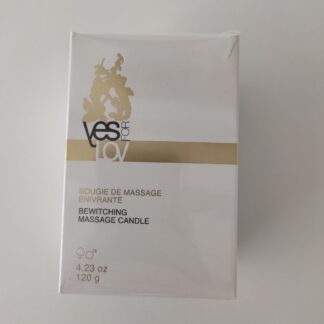 yes
FOR
LOV
BOUGIE DE MASSAGE
ENIVRANTE
BEWITCHING
MASSAGE CANDLE
♀♂
4.23 oz
120 g